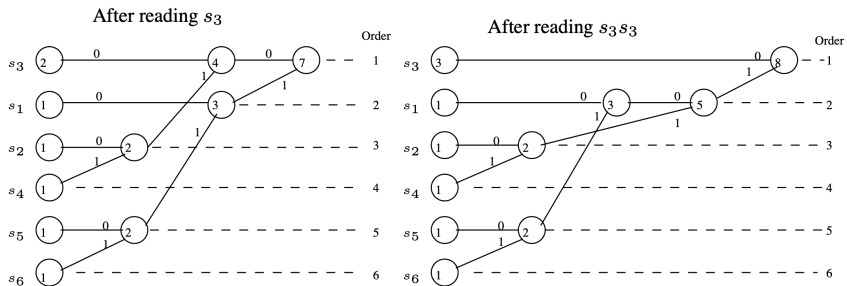 After reading s3
After reading s3s3
Order
Order
s3 2 0 4 0 7 1
1
1
s1 1 0 3 2
1
s2 1 0 2 3
1
s4 1 4
s5 1 0 2 5
1
s6 1 6
s3 3 0 8 1
1
s1 1 0 3 0 5 2
1
1
s2 1 0 2 3
1
s4 1 4
s5 1 0 2 5
1
s6 1 6